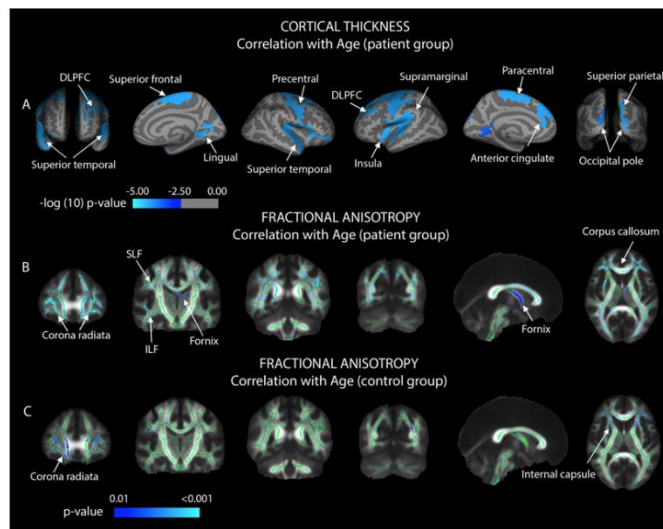 CORTICAL THICKNESS
Correlation with Age (patient group)
DLPFC
Superior frontal
Precentral
DLPFC
Supramarginal
Paracentral
Superior parietal
A
Superior temporal
Lingual
Superior temporal
Insula
Anterior cingulate
Occipital pole
-5.00 -2.50 0.00
-log (10) p-value
FRACTIONAL ANISOTROPY
Correlation with Age (patient group)
Corpus callosum
B
SLF
Corona radiata
ILF
Fornix
Fornix
FRACTIONAL ANISOTROPY
Correlation with Age (control group)
C
Corona radiata
Internal capsule
0.01 <0.001
p-value